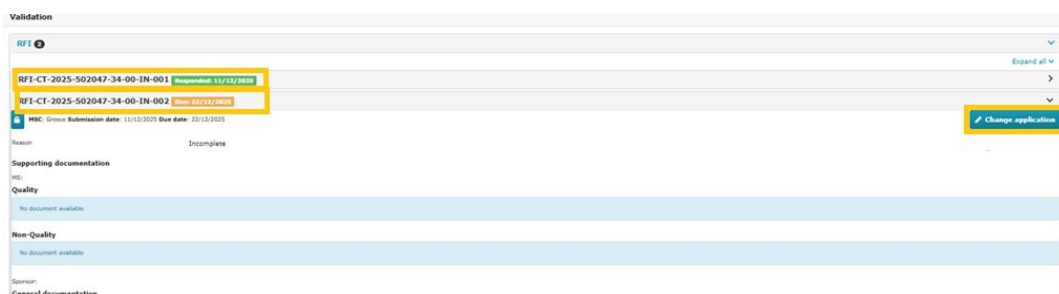 Validation
RFI 2
Expand all
RFI-CT-2025-502047-34-00-IN-001 Responded: 11/12/2025
RFI-CT-2025-502047-34-00-IN-002 Due: 22/12/2025
MSC: Greece Submission date: 11/12/2025 Due date: 22/12/2025
Change application
Reason Incomplete
Supporting documentation
MS:
Quality
No document available
Non-Quality
No document available
Sponsor:
General documentation